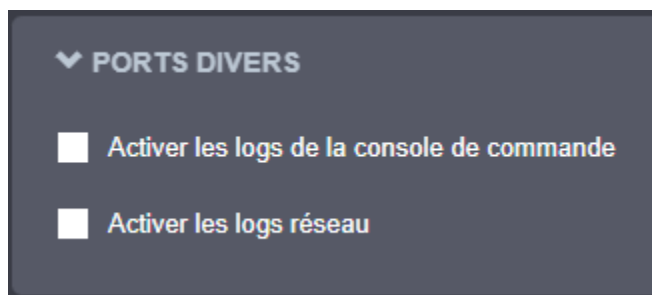 PORTS DIVERS
Activer les logs de la console de commande
Activer les logs réseau